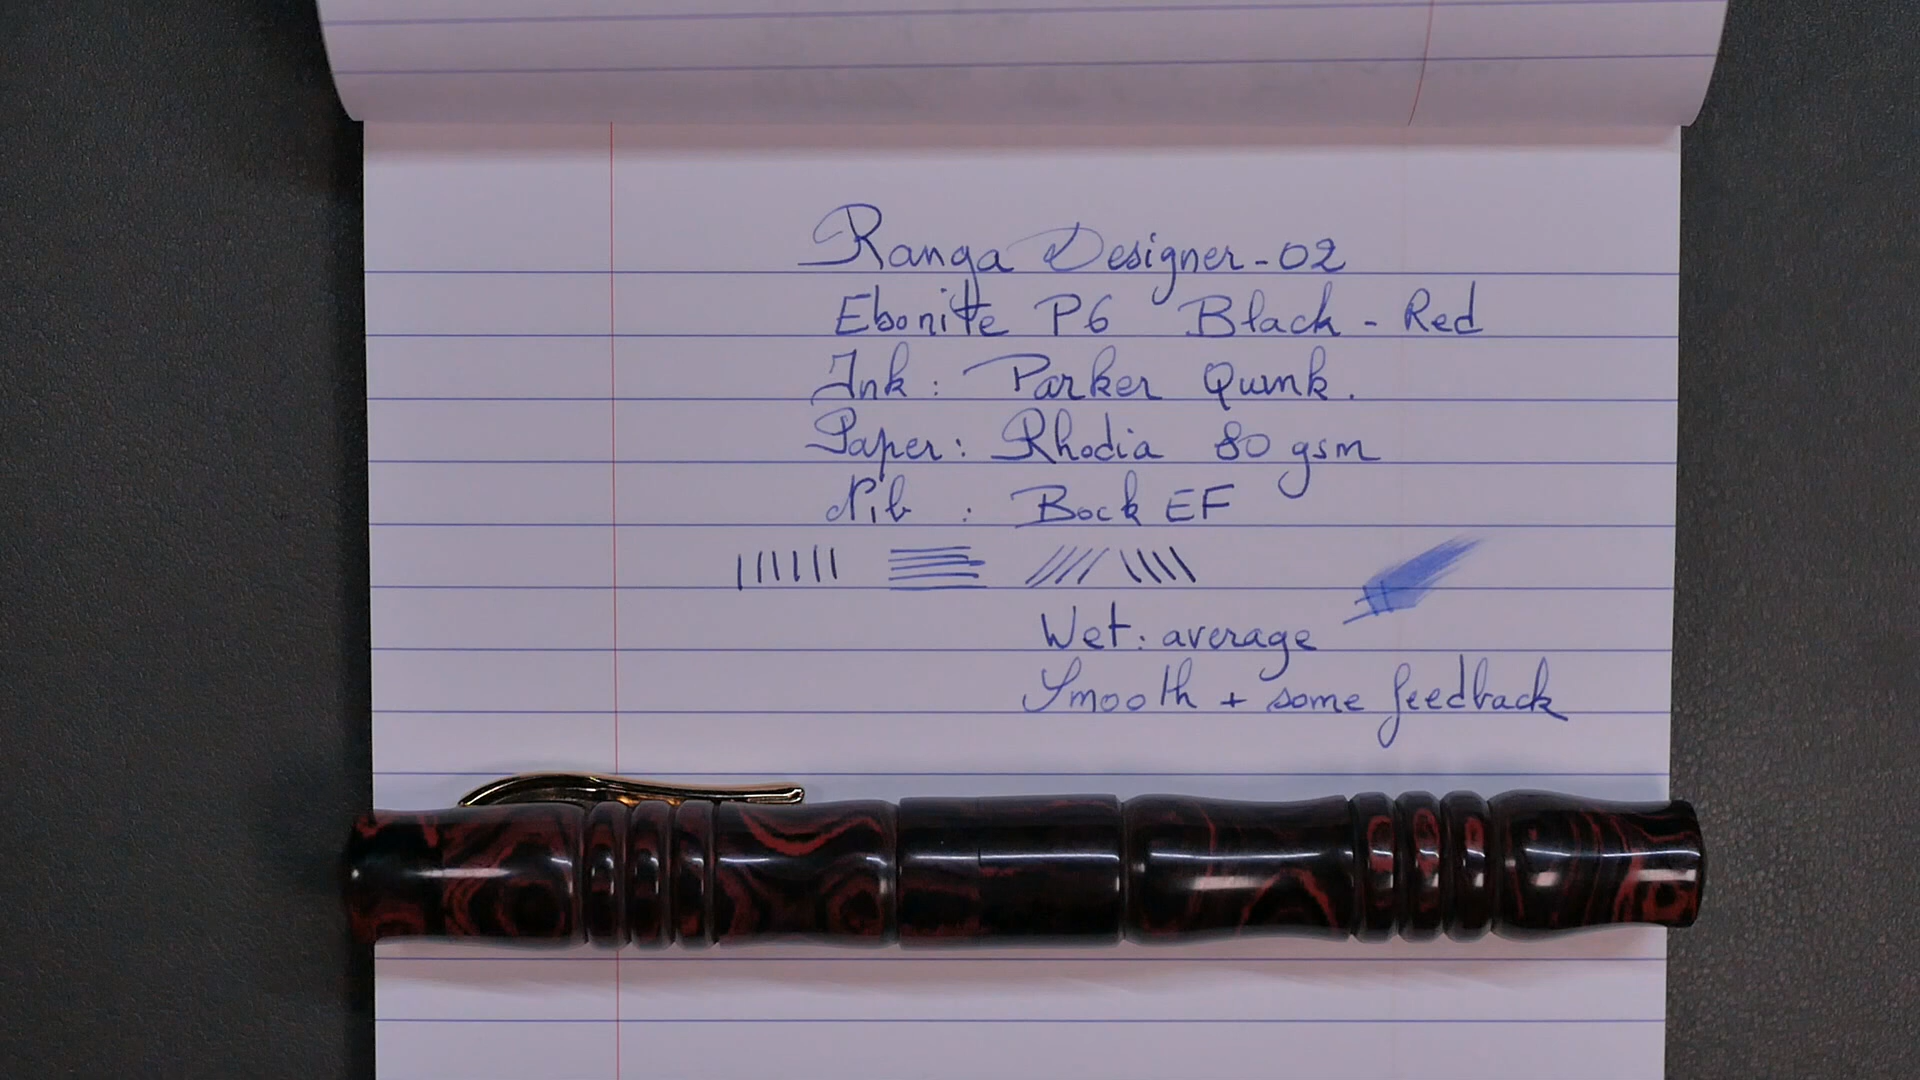 Ranga Designer-02
Ebonite P6 Black - Red
Ink : Parker Quink.
Paper : Rhodia 80 gsm
Nib : Bock EF
Wet : average
Smooth + some feedback